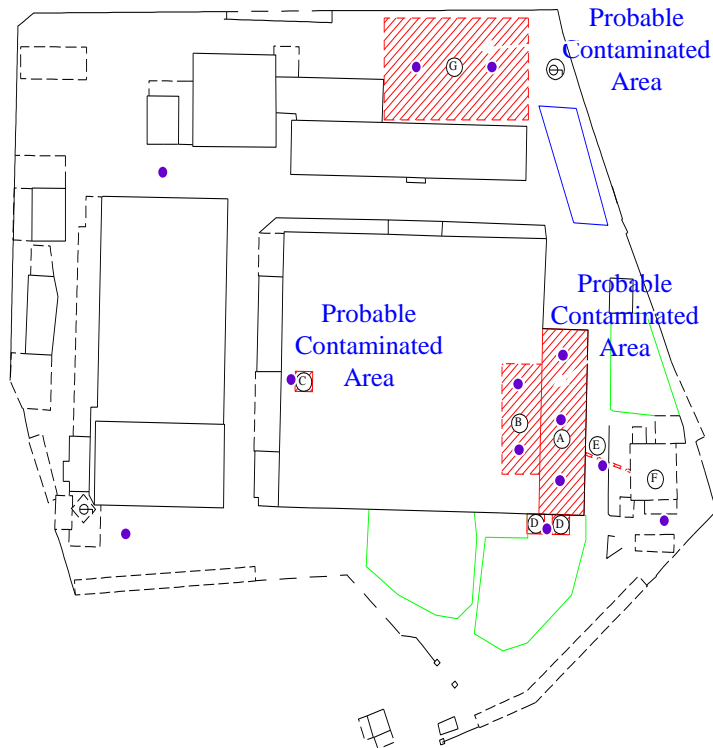 Probable
Contaminated
Area
G
Probable
Contaminated
Area
Probable
Contaminated
Area
C
B
A
E
F
D
D